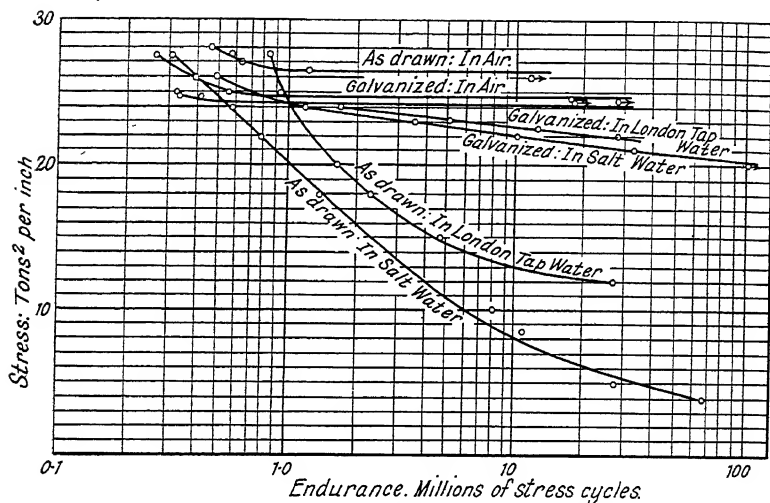 30
20
10
Stress: Tons² per inch
As drawn: In Air.
Galvanized: In Air.
Galvanized: In London Tap Water
Galvanized: In Salt Water
As drawn: In London Tap Water
As drawn: In Salt Water
0·1
1·0
10
100
Endurance. Millions of stress cycles.